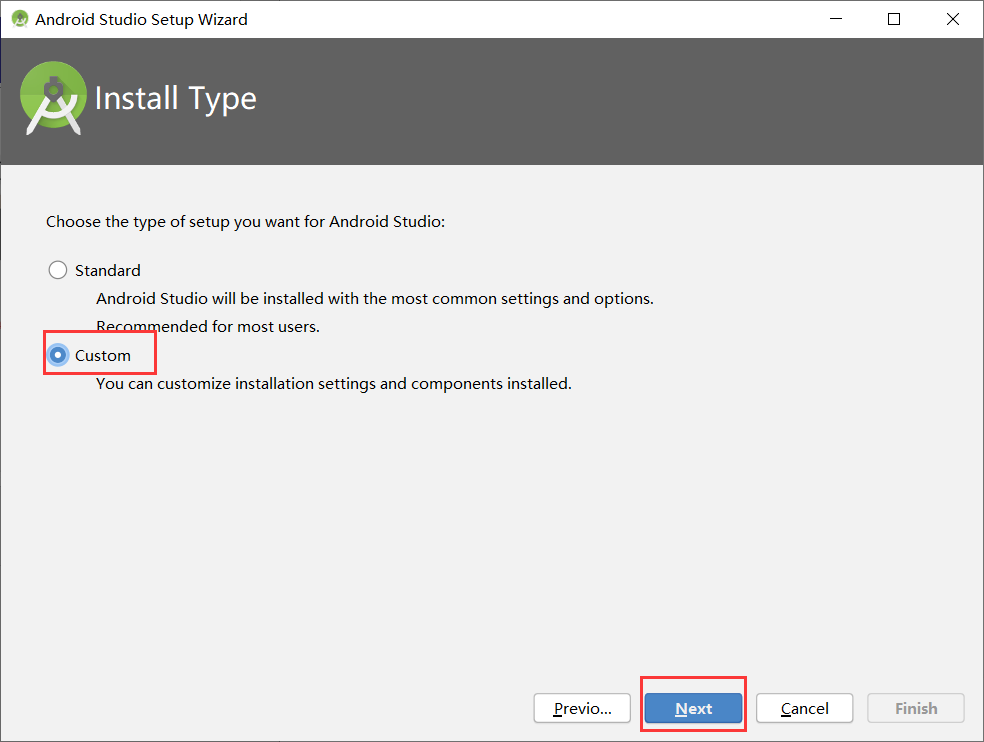 Android Studio Setup Wizard
Install Type
Choose the type of setup you want for Android Studio:
Standard
Android Studio will be installed with the most common settings and options.
Recommended for most users.
Custom
You can customize installation settings and components installed.
Previo... Next Cancel Finish